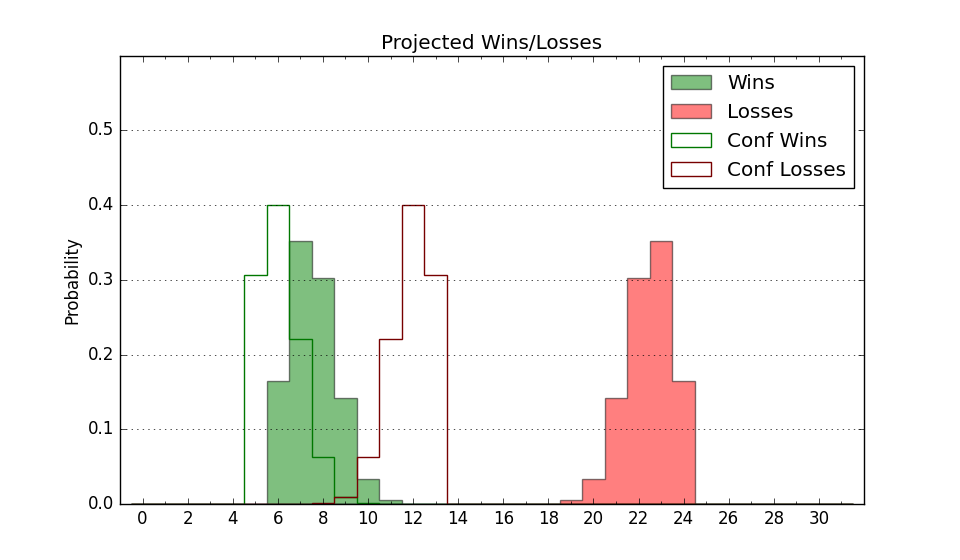 Projected Wins/Losses
Wins
Losses
Conf Wins
Conf Losses
Probability
0.5
0.4
0.3
0.2
0.1
0.0
0 2 4 6 8 10 12 14 16 18 20 22 24 26 28 30